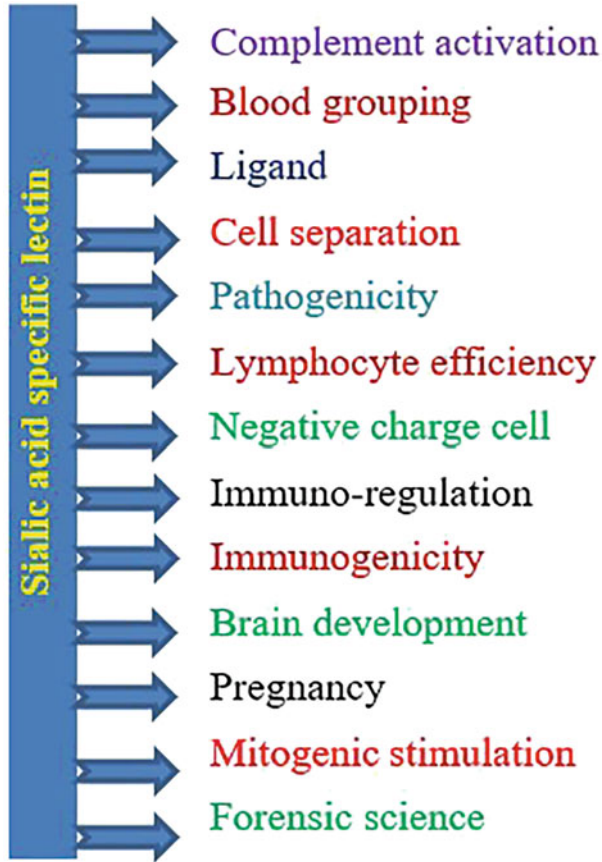 Sialic acid specific lectin
Complement activation
Blood grouping
Ligand
Cell separation
Pathogenicity
Lymphocyte efficiency
Negative charge cell
Immuno-regulation
Immunogenicity
Brain development
Pregnancy
Mitogenic stimulation
Forensic science